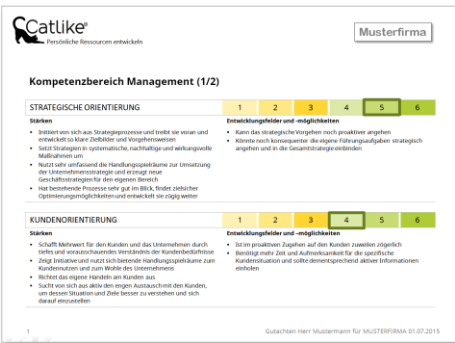 Catlike®
Persönliche Ressourcen entwickeln
Musterfirma
Kompetenzbereich Management (1/2)
STRATEGISCHE ORIENTIERUNG 1 2 3 4 5 6
Stärken
• Initiiert von sich aus Strategieprozesse und treibt sie voran und
entwickelt so klare Zielbilder und Vorgehensweisen
• Setzt Strategien in systematische, nachhaltige und wirkungsvolle
Maßnahmen um
• Nutzt sehr umfassend die Handlungsspielräume zur Umsetzung
der Unternehmensstrategie und erzeugt neue
Geschäftsstrategien für den eigenen Bereich
• Hat bestehende Prozesse sehr gut im Blick, findet zielsicher
Optimierungsmöglichkeiten und entwickelt sie zügig weiter
Entwicklungsfelder und -möglichkeiten
• Kann das strategische Vorgehen noch proaktiver angehen
• Könnte noch konsequenter die eigene Führungsaufgaben strategisch
angehen und in die Gesamtstrategie einbinden
KUNDENORIENTIERUNG 1 2 3 4 5 6
Stärken
• Schafft Mehrwert für den Kunden und das Unternehmen durch
tiefes und vorausschauendes Verständnis der Kundenbedürfnisse
• Zeigt Initiative und nutzt sich bietende Handlungsspielräume zum
Kundennutzen und zum Wohle des Unternehmens
• Richtet das eigene Handeln am Kunden aus
• Sucht von sich aus aktiv den engen Austausch mit den Kunden,
um dessen Situation und Ziele besser zu verstehen und sich
darauf einzustellen
Entwicklungsfelder und -möglichkeiten
• Ist im proaktiven Zugehen auf den Kunden zuweilen zögerlich
• Benötigt mehr Zeit und Aufmerksamkeit für die spezifische
Kundensituation und sollte dementsprechend aktiver Informationen
einholen
1
Gutachten Herr Mustermann für MUSTERFIRMA 01.07.2015